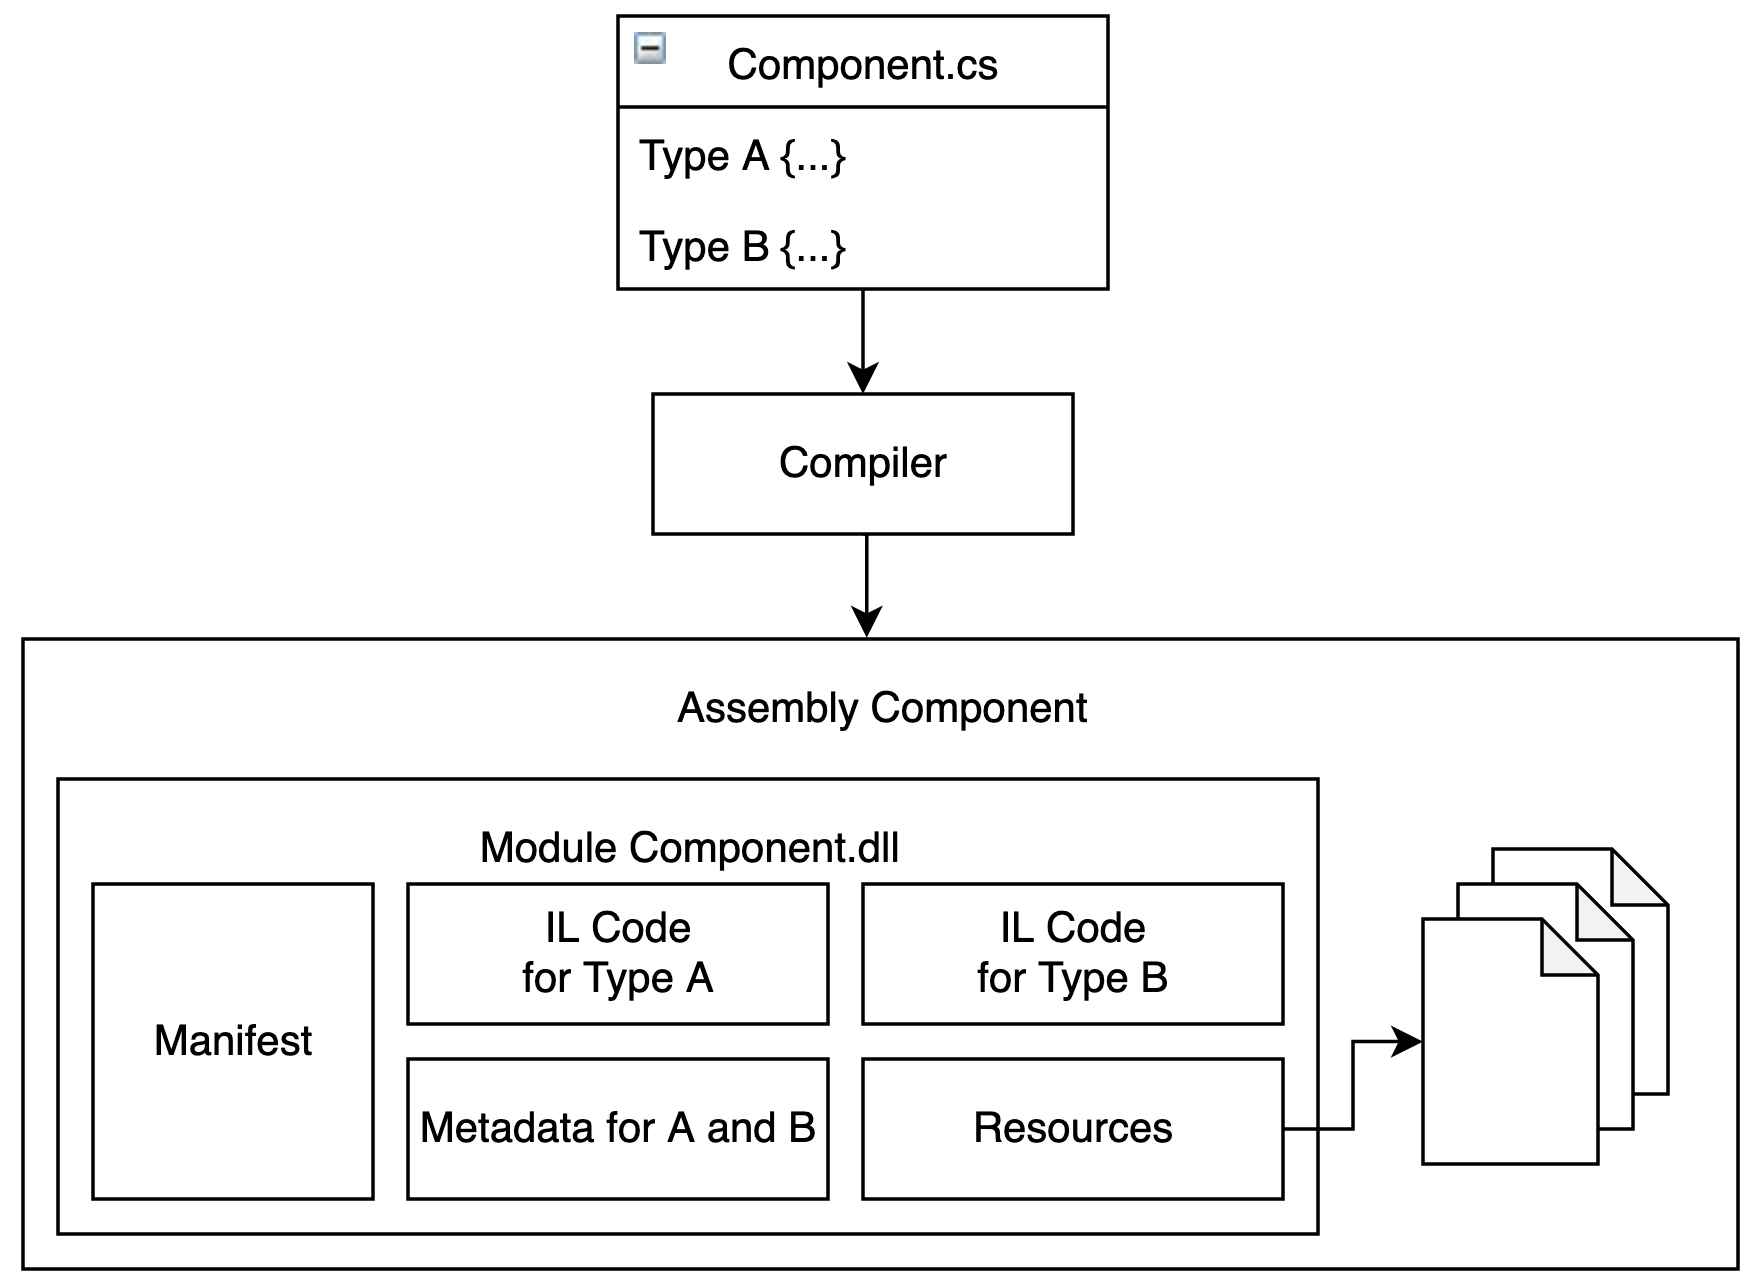 Component.cs
Type A {...}
Type B {...}
Compiler
Assembly Component
Module Component.dll
Manifest
IL Code
for Type A
IL Code
for Type B
Metadata for A and B
Resources